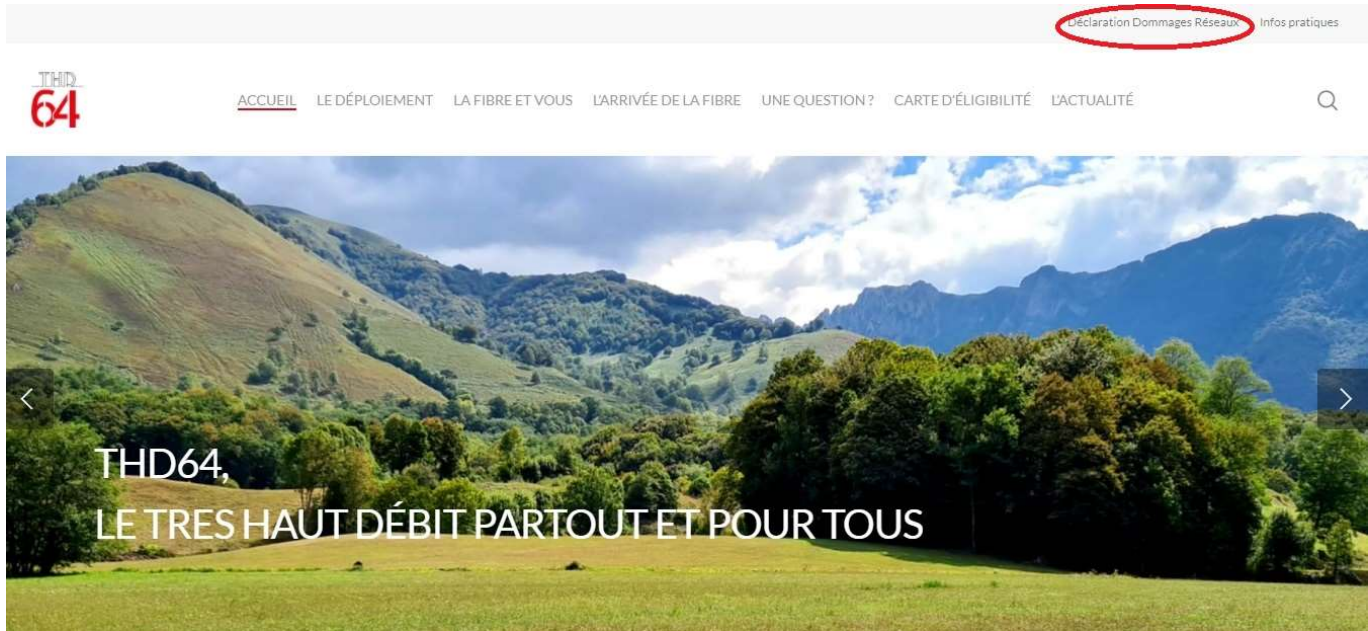 Déclaration Dommages Réseaux Infos pratiques
THD
64
ACCUEIL LE DÉPLOIEMENT LA FIBRE ET VOUS L'ARRIVÉE DE LA FIBRE UNE QUESTION ? CARTE D'ÉLIGIBILITÉ L'ACTUALITÉ
THD64,
LE TRES HAUT DÉBIT PARTOUT ET POUR TOUS